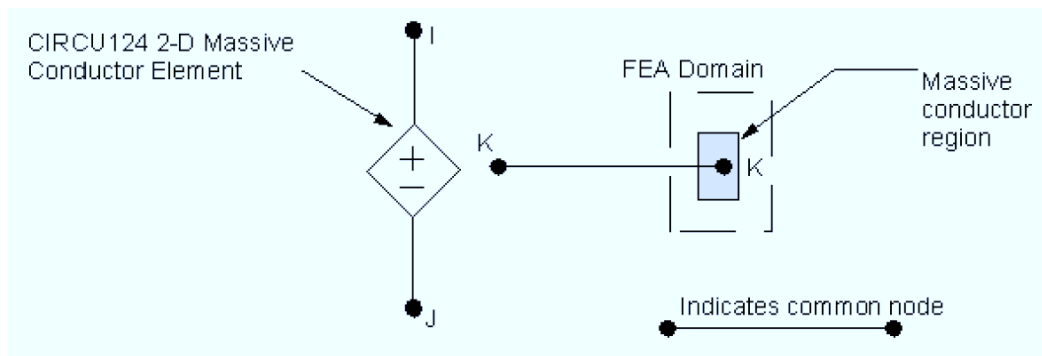 CIRCU124 2-D Massive
Conductor Element
I
FEA Domain
Massive
conductor
region
K
K
+
−
J
Indicates common node